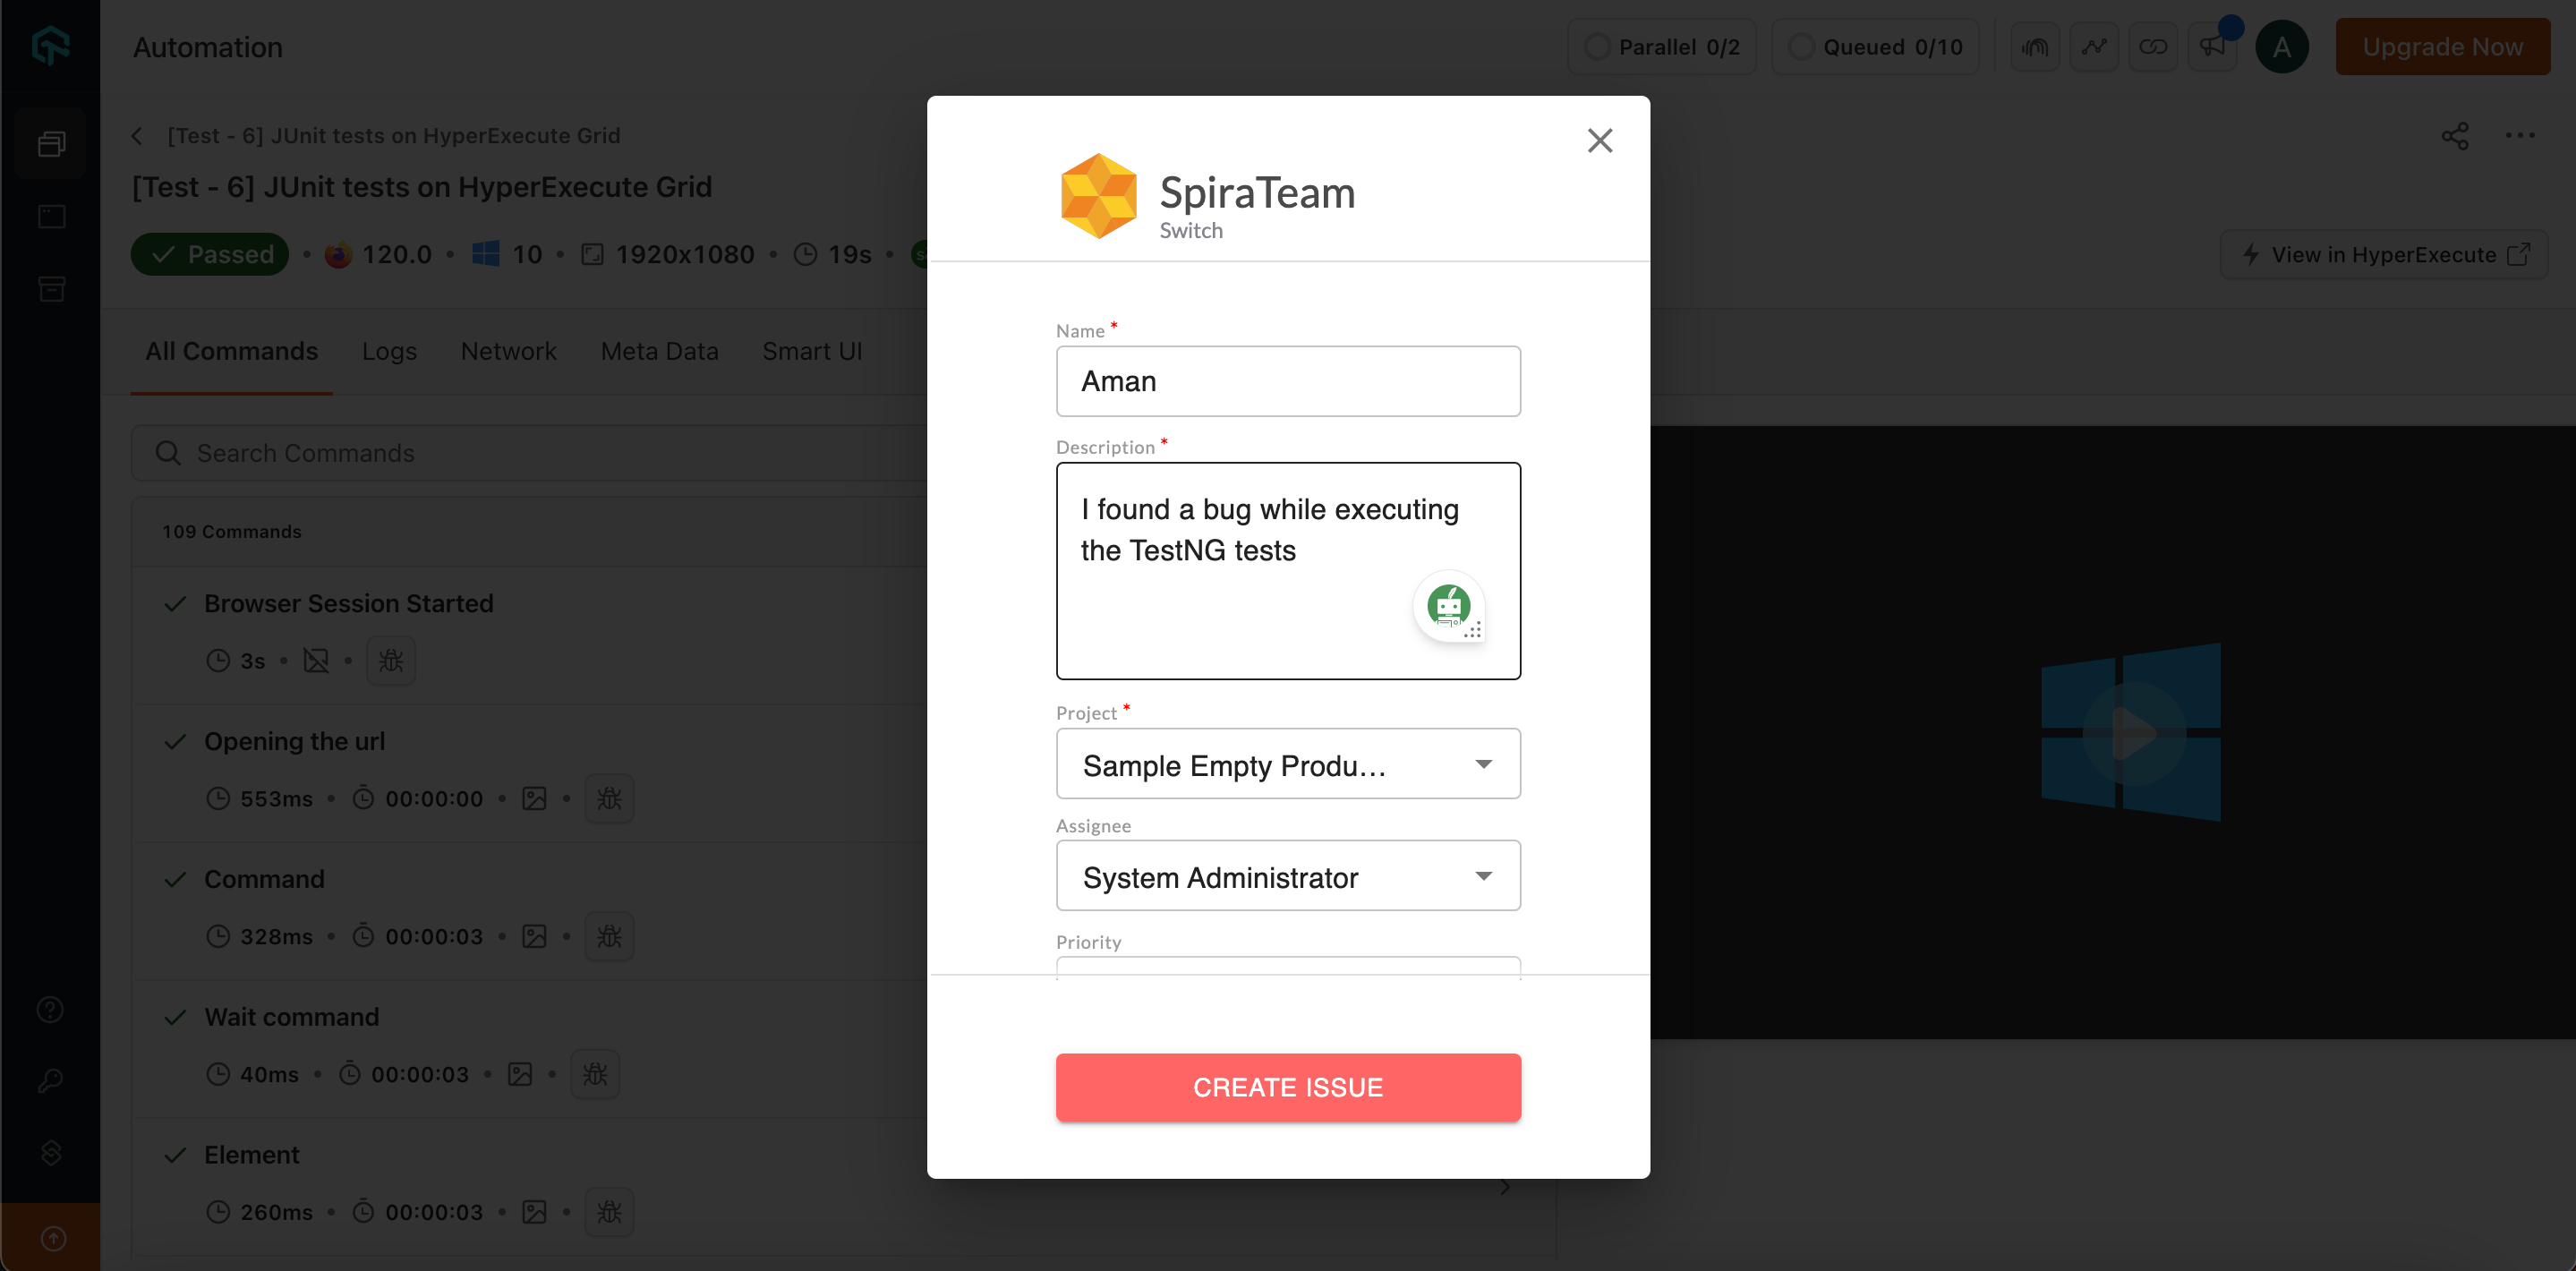 Automation
Parallel 0/2
Queued 0/10
A
Upgrade Now
[Test - 6] JUnit tests on HyperExecute Grid
[Test - 6] JUnit tests on HyperExecute Grid
Passed • 120.0 • 10 • 1920x1080 • 19s •
View in HyperExecute
All Commands
Logs
Network
Meta Data
Smart UI
Search Commands
109 Commands
Browser Session Started
3s
Opening the url
553ms • 00:00:00
Command
328ms • 00:00:03
Wait command
40ms • 00:00:03
Element
260ms • 00:00:03
SpiraTeam
Switch
Name *
Aman
Description *
I found a bug while executing
the TestNG tests
Project *
Sample Empty Produ...
Assignee
System Administrator
Priority
CREATE ISSUE